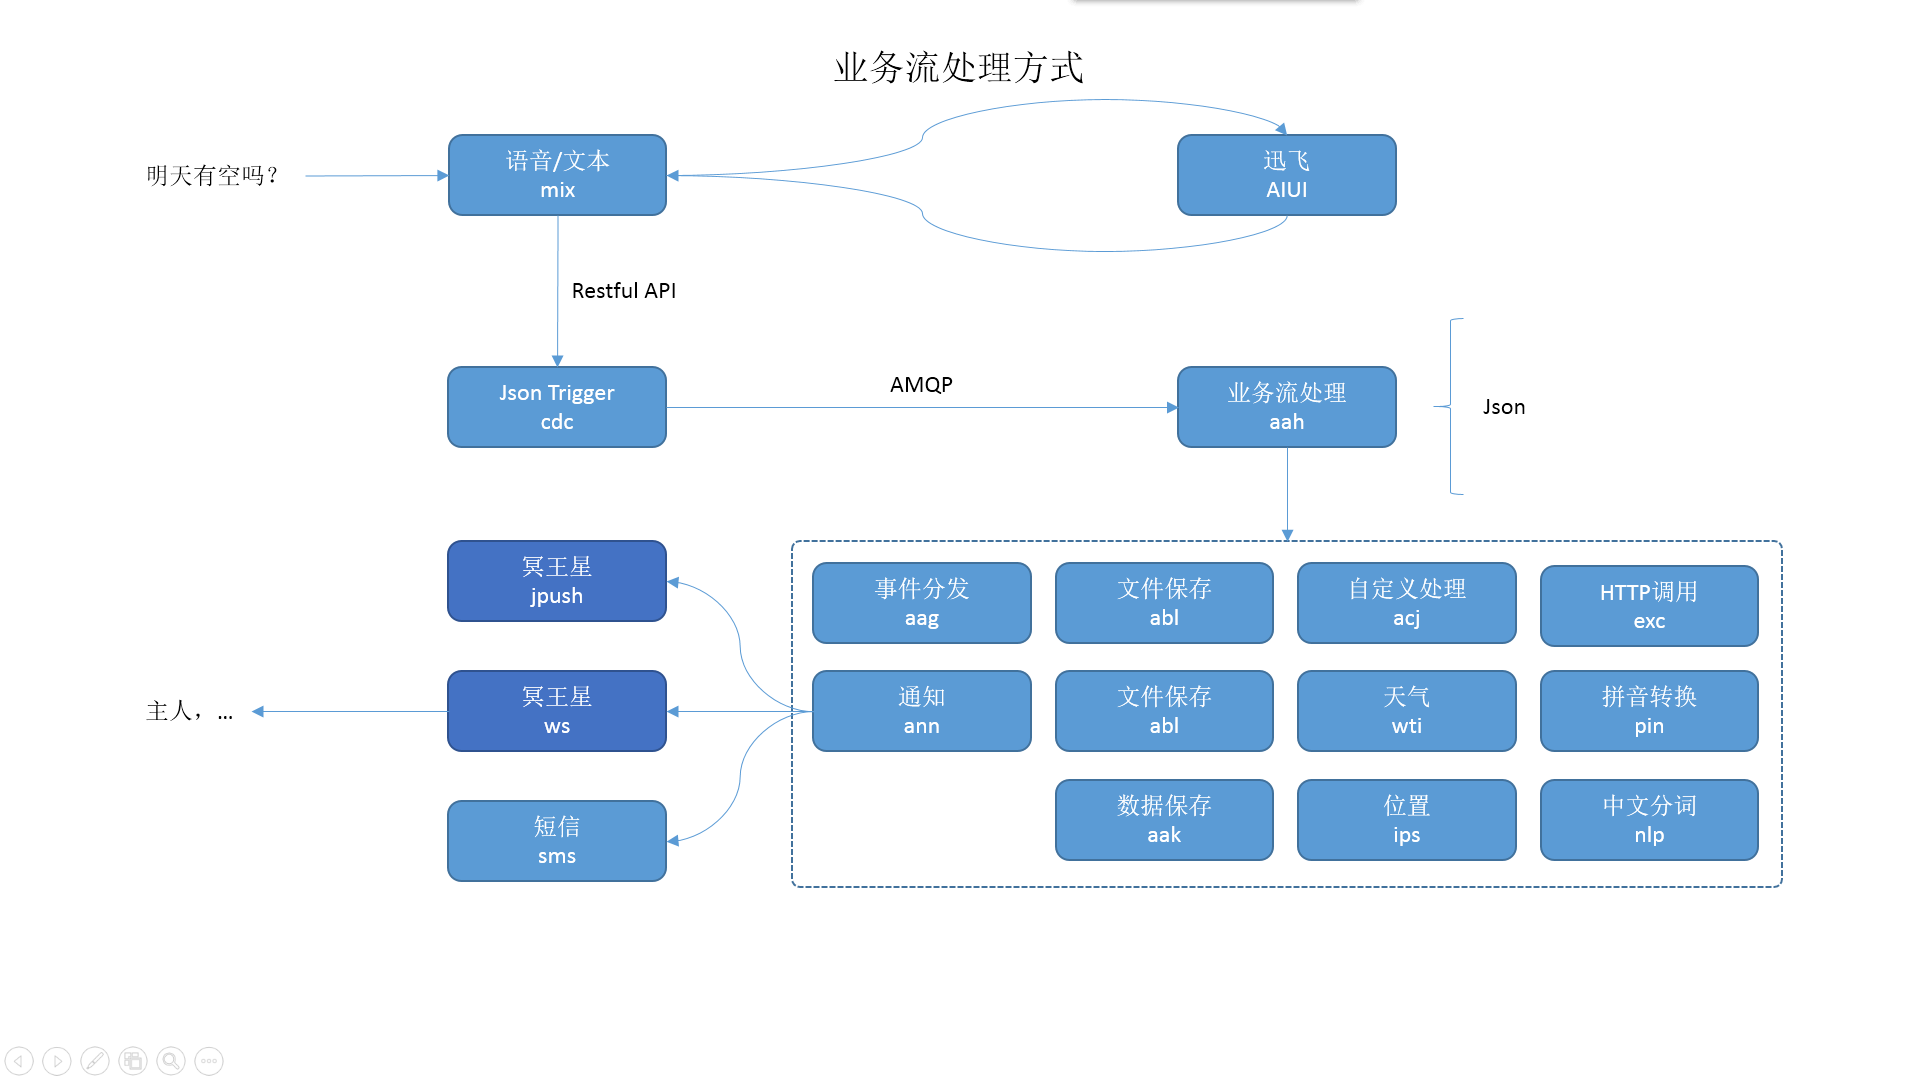 业务流处理方式
明天有空吗？
语音/文本
mix
迅飞
AIUI
Restful API
Json Trigger
cdc
AMQP
业务流处理
aah
Json
冥王星
jpush
事件分发
aag
文件保存
abl
自定义处理
acj
HTTP调用
exc
主人，...
冥王星
ws
通知
ann
文件保存
abl
天气
wti
拼音转换
pin
短信
sms
数据保存
aak
位置
ips
中文分词
nlp